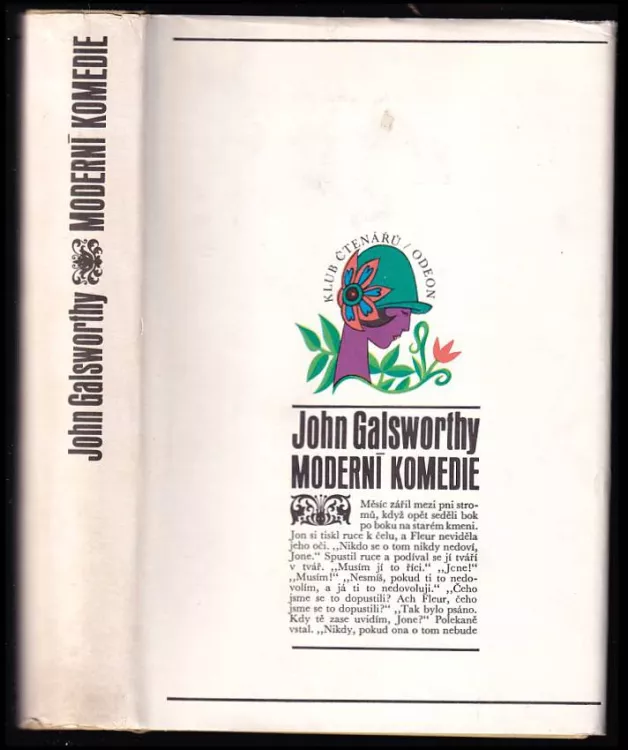 John Galsworthy MODERNÍ KOMEDIE
KLUB ČTENÁŘŮ / ODEON
John Galsworthy
MODERNÍ KOMEDIE
Měsíc zářil mezi pni stro-
mů, když opět seděli bok
po boku na starém kmeni.
Jon si tiskl ruce k čelu, a Fleur neviděla
jeho oči. „Nikdo se o tom nikdy nedoví,
Jone.“ Spustil ruce a podíval se jí tváří
v tvář. „Musím jí to říci.“ „Jone!“
„Musím!“ „Nesmíš, pokud ti to nedo-
volím, a já ti to nedovoluji.“ „Čeho
jsme se to dopustili? Ach Fleur, čeho
jsme se to dopustili?“ „Tak bylo psáno.
Kdy tě zase uvidím, Jone?“ Polekaně
vstal. „Nikdy, pokud ona o tom nebude